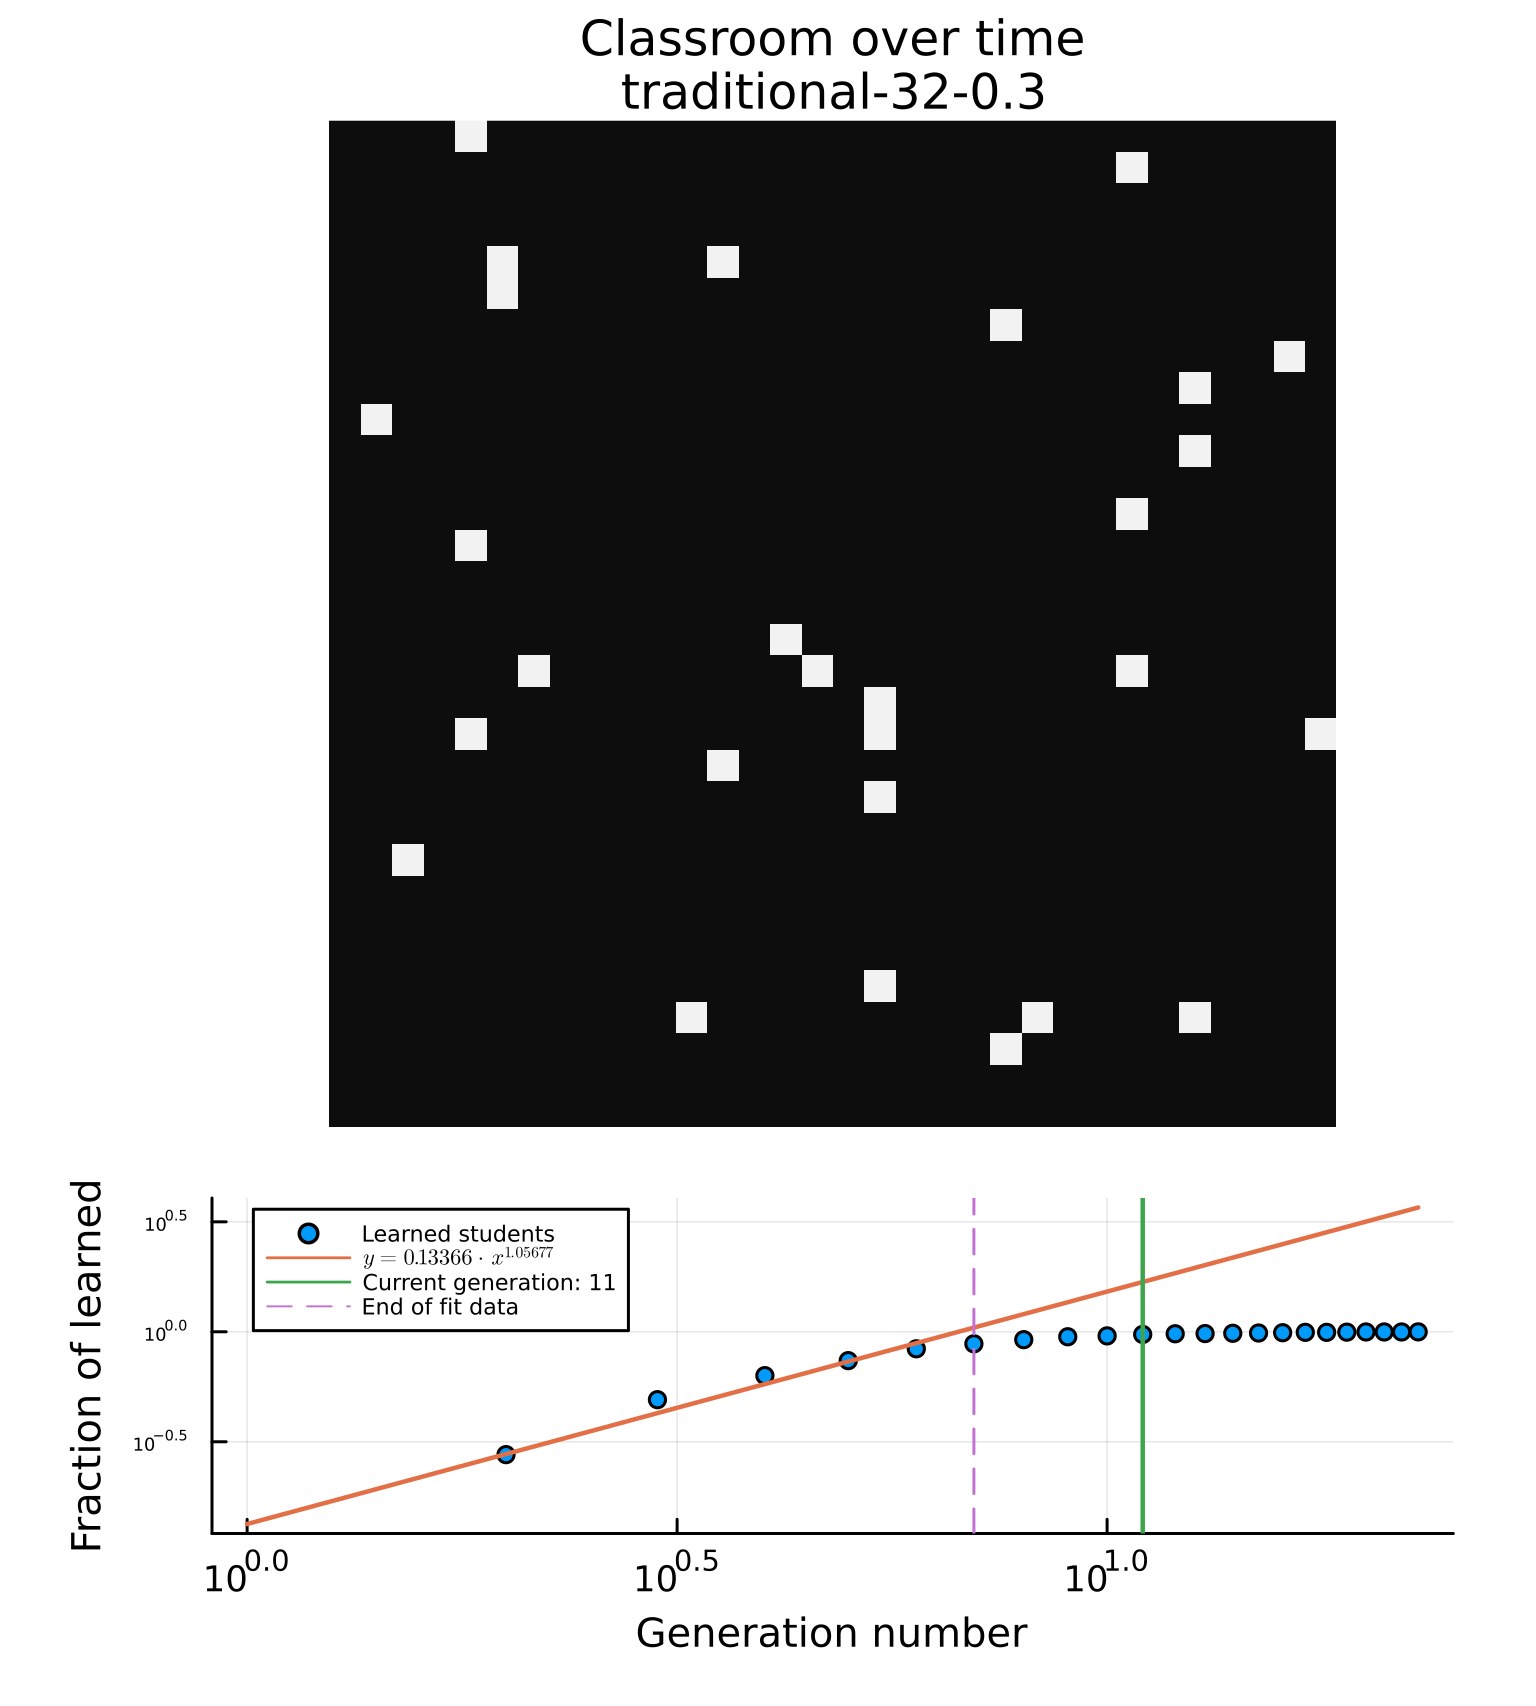 Classroom over time
traditional-32-0.3
Fraction of learned
10^0.5
10^0.0
10^−0.5
Learned students
y = 0.13366 · x^1.05677
Current generation: 11
End of fit data
10^0.0
10^0.5
10^1.0
Generation number